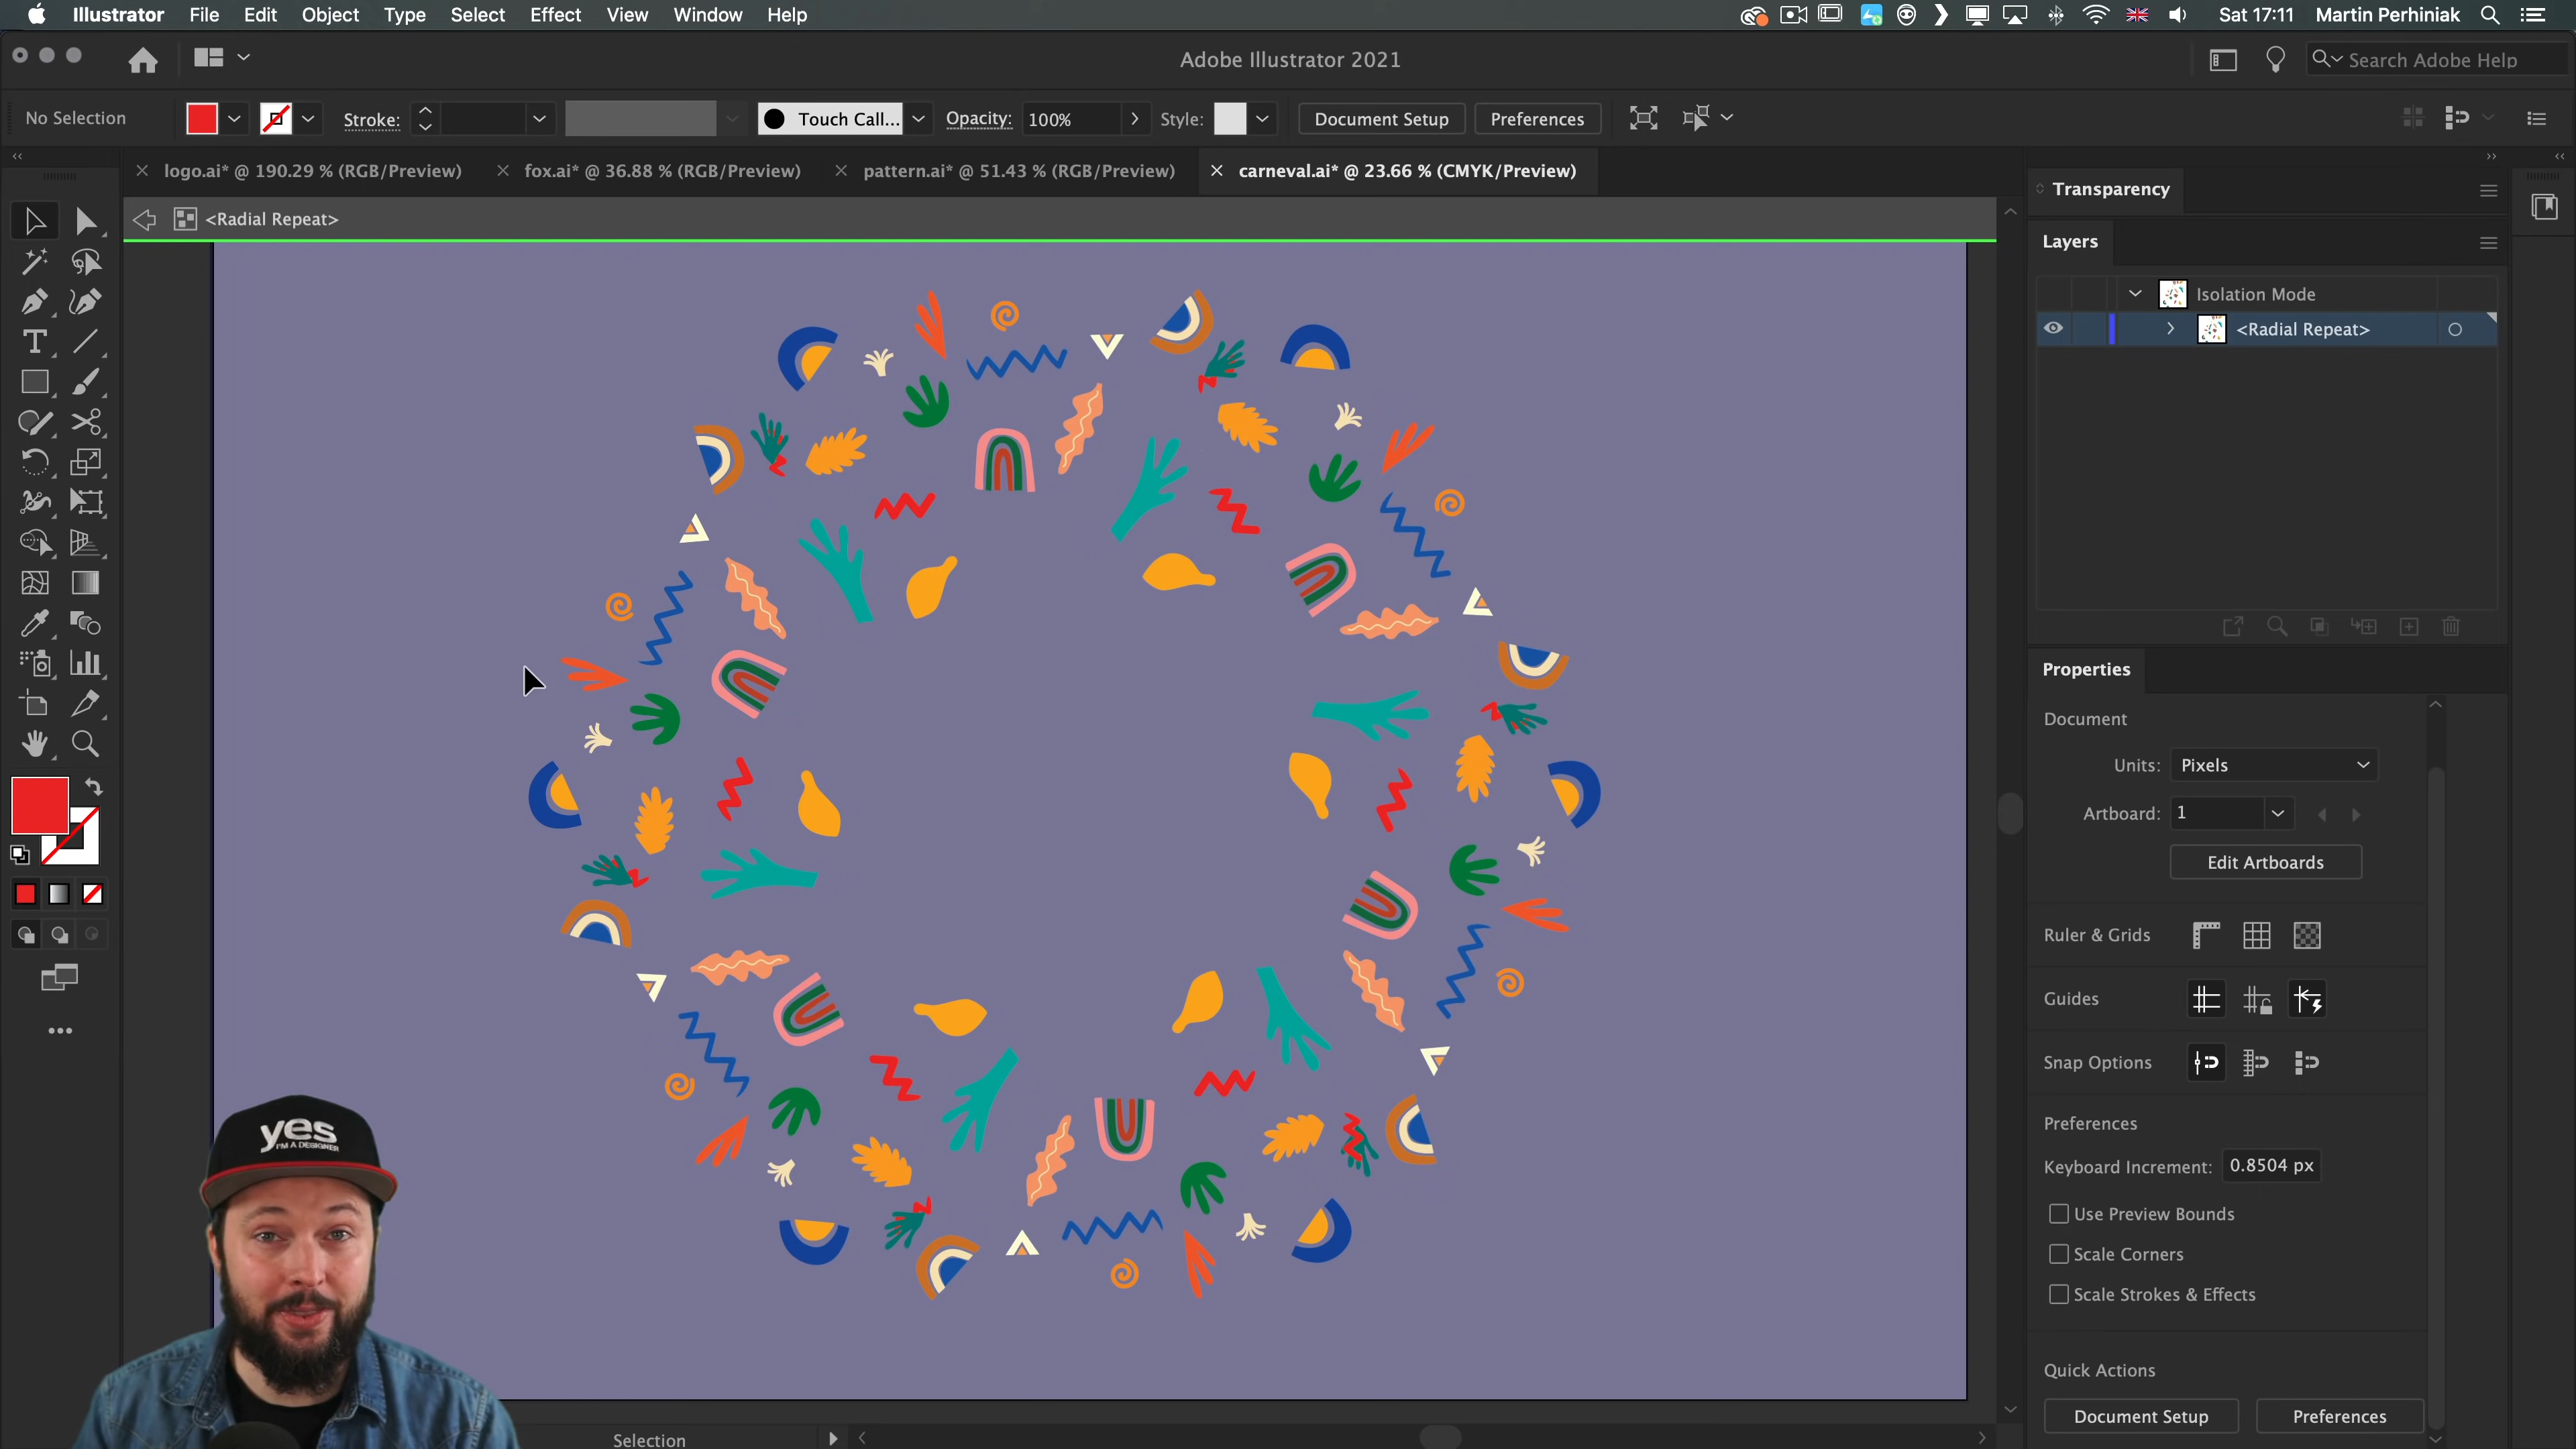 Illustrator File Edit Object Type Select Effect View Window Help Sat 17:11 Martin Perhiniak
Adobe Illustrator 2021
Search Adobe Help
No Selection Stroke: Touch Call... Opacity: 100% Style: Document Setup Preferences
logo.ai* @ 190.29 % (RGB/Preview) fox.ai* @ 36.88 % (RGB/Preview) pattern.ai* @ 51.43 % (RGB/Preview) carneval.ai* @ 23.66 % (CMYK/Preview)
<Radial Repeat>
Transparency
Layers
Isolation Mode
<Radial Repeat>
Properties
Document
Units: Pixels
Artboard: 1
Edit Artboards
Ruler & Grids
Guides
Snap Options
Preferences
Keyboard Increment: 0.8504 px
Use Preview Bounds
Scale Corners
Scale Strokes & Effects
Quick Actions
Document Setup Preferences
yes
I'M A DESIGNER
Selection